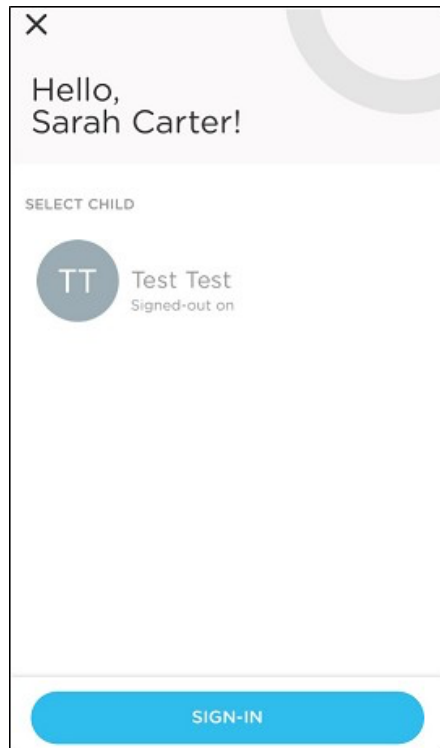 Hello,
Sarah Carter!
SELECT CHILD
TT
Test Test
Signed-out on
SIGN-IN